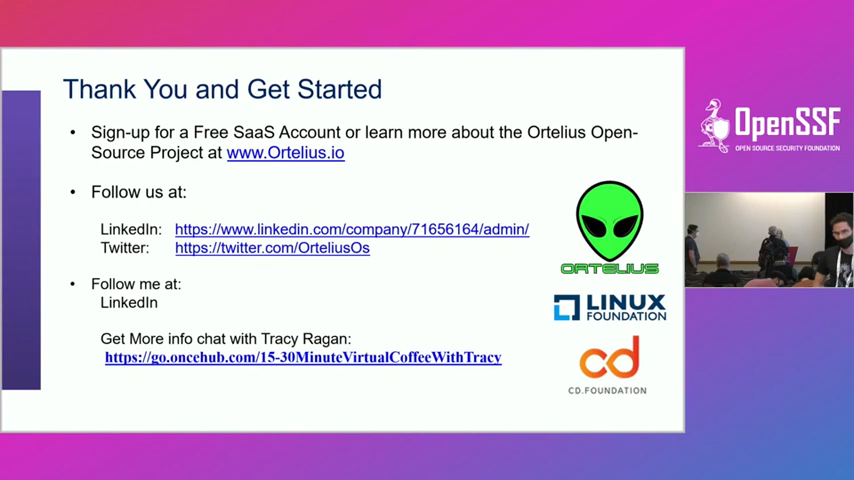 Thank You and Get Started
• Sign-up for a Free SaaS Account or learn more about the Ortelius Open-
Source Project at www.Ortelius.io
• Follow us at:
LinkedIn: https://www.linkedin.com/company/71656164/admin/
Twitter: https://twitter.com/OrteliusOs
• Follow me at:
LinkedIn
Get More info chat with Tracy Ragan:
https://go.oncehub.com/15-30MinuteVirtualCoffeeWithTracy
ORTELIUS
LINUX
FOUNDATION
cd
CD.FOUNDATION
OpenSSF
OPEN SOURCE SECURITY FOUNDATION